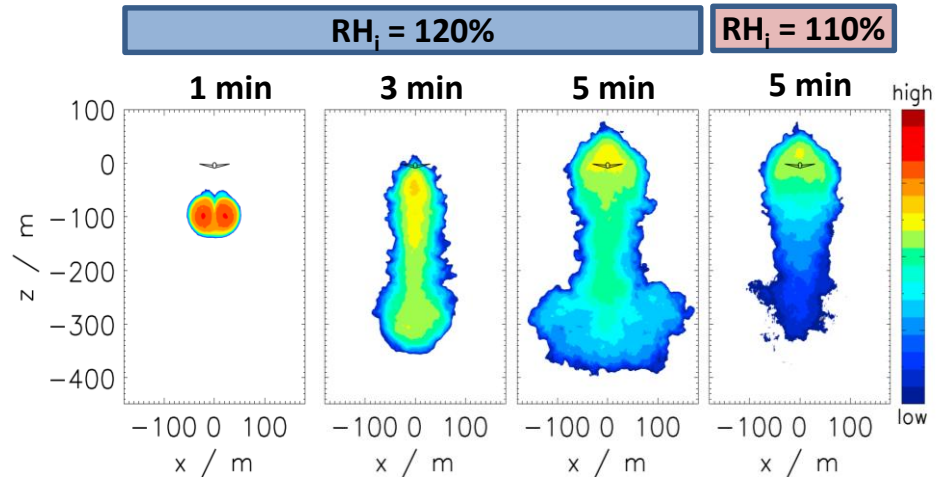 RHi = 120%
RHi = 110%
1 min
3 min
5 min
5 min
high
100
0
−100
−200
−300
−400
z / m
low
−100 0 100
−100 0 100
−100 0 100
−100 0 100
x / m
x / m
x / m
x / m